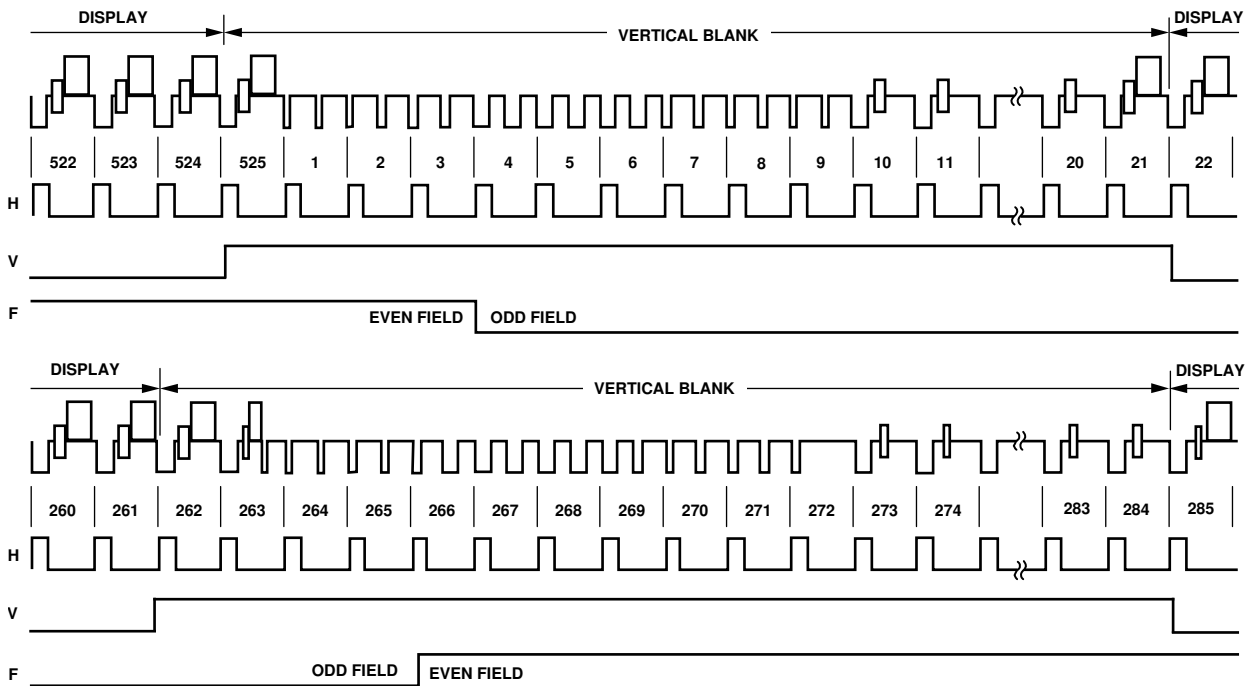 DISPLAY VERTICAL BLANK DISPLAY
522 523 524 525 1 2 3 4 5 6 7 8 9 10 11 20 21 22
H
V
F EVEN FIELD ODD FIELD
DISPLAY VERTICAL BLANK DISPLAY
260 261 262 263 264 265 266 267 268 269 270 271 272 273 274 283 284 285
H
V
F ODD FIELD EVEN FIELD